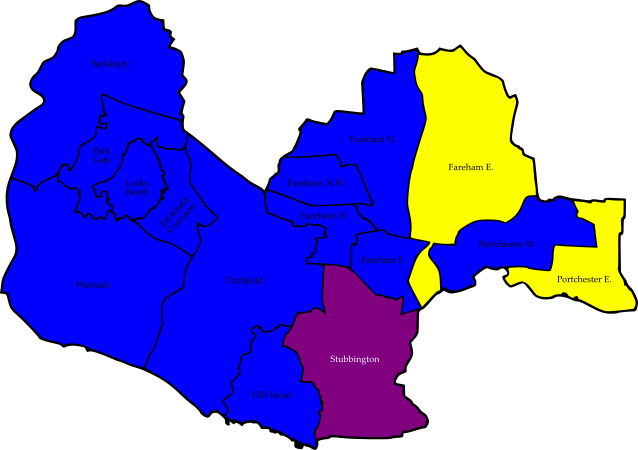 Sarisbury
Park
Gate
Locks
Heath
Titchfield
Common
Warsash
Titchfield
Hill Head
Stubbington
Fareham N.
Fareham N.W.
Fareham W.
Fareham S.
Fareham E.
Portchester W.
Portchester E.